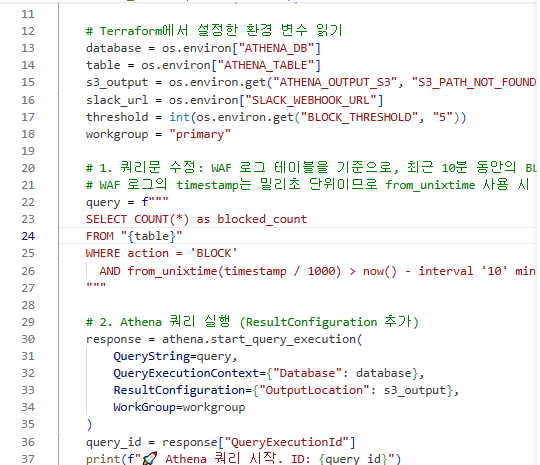 11
12 # Terraform에서 설정한 환경 변수 읽기
13 database = os.environ["ATHENA_DB"]
14 table = os.environ["ATHENA_TABLE"]
15 s3_output = os.environ.get("ATHENA_OUTPUT_S3", "S3_PATH_NOT_FOUND
16 slack_url = os.environ["SLACK_WEBHOOK_URL"]
17 threshold = int(os.environ.get("BLOCK_THRESHOLD", "5"))
18 workgroup = "primary"
19
20 # 1. 쿼리문 수정: WAF 로그 테이블을 기준으로, 최근 10분 동안의 BL
21 # WAF 로그의 timestamp는 밀리초 단위이므로 from_unixtime 사용 시
22 query = f"""
23 SELECT COUNT(*) as blocked_count
24 FROM "{table}"
25 WHERE action = 'BLOCK'
26 AND from_unixtime(timestamp / 1000) > now() - interval '10' min
27 """
28
29 # 2. Athena 쿼리 실행 (ResultConfiguration 추가)
30 response = athena.start_query_execution(
31 QueryString=query,
32 QueryExecutionContext={"Database": database},
33 ResultConfiguration={"OutputLocation": s3_output},
34 WorkGroup=workgroup
35 )
36 query_id = response["QueryExecutionId"]
37 print(f"🚀 Athena 쿼리 시작. ID: {query_id}")